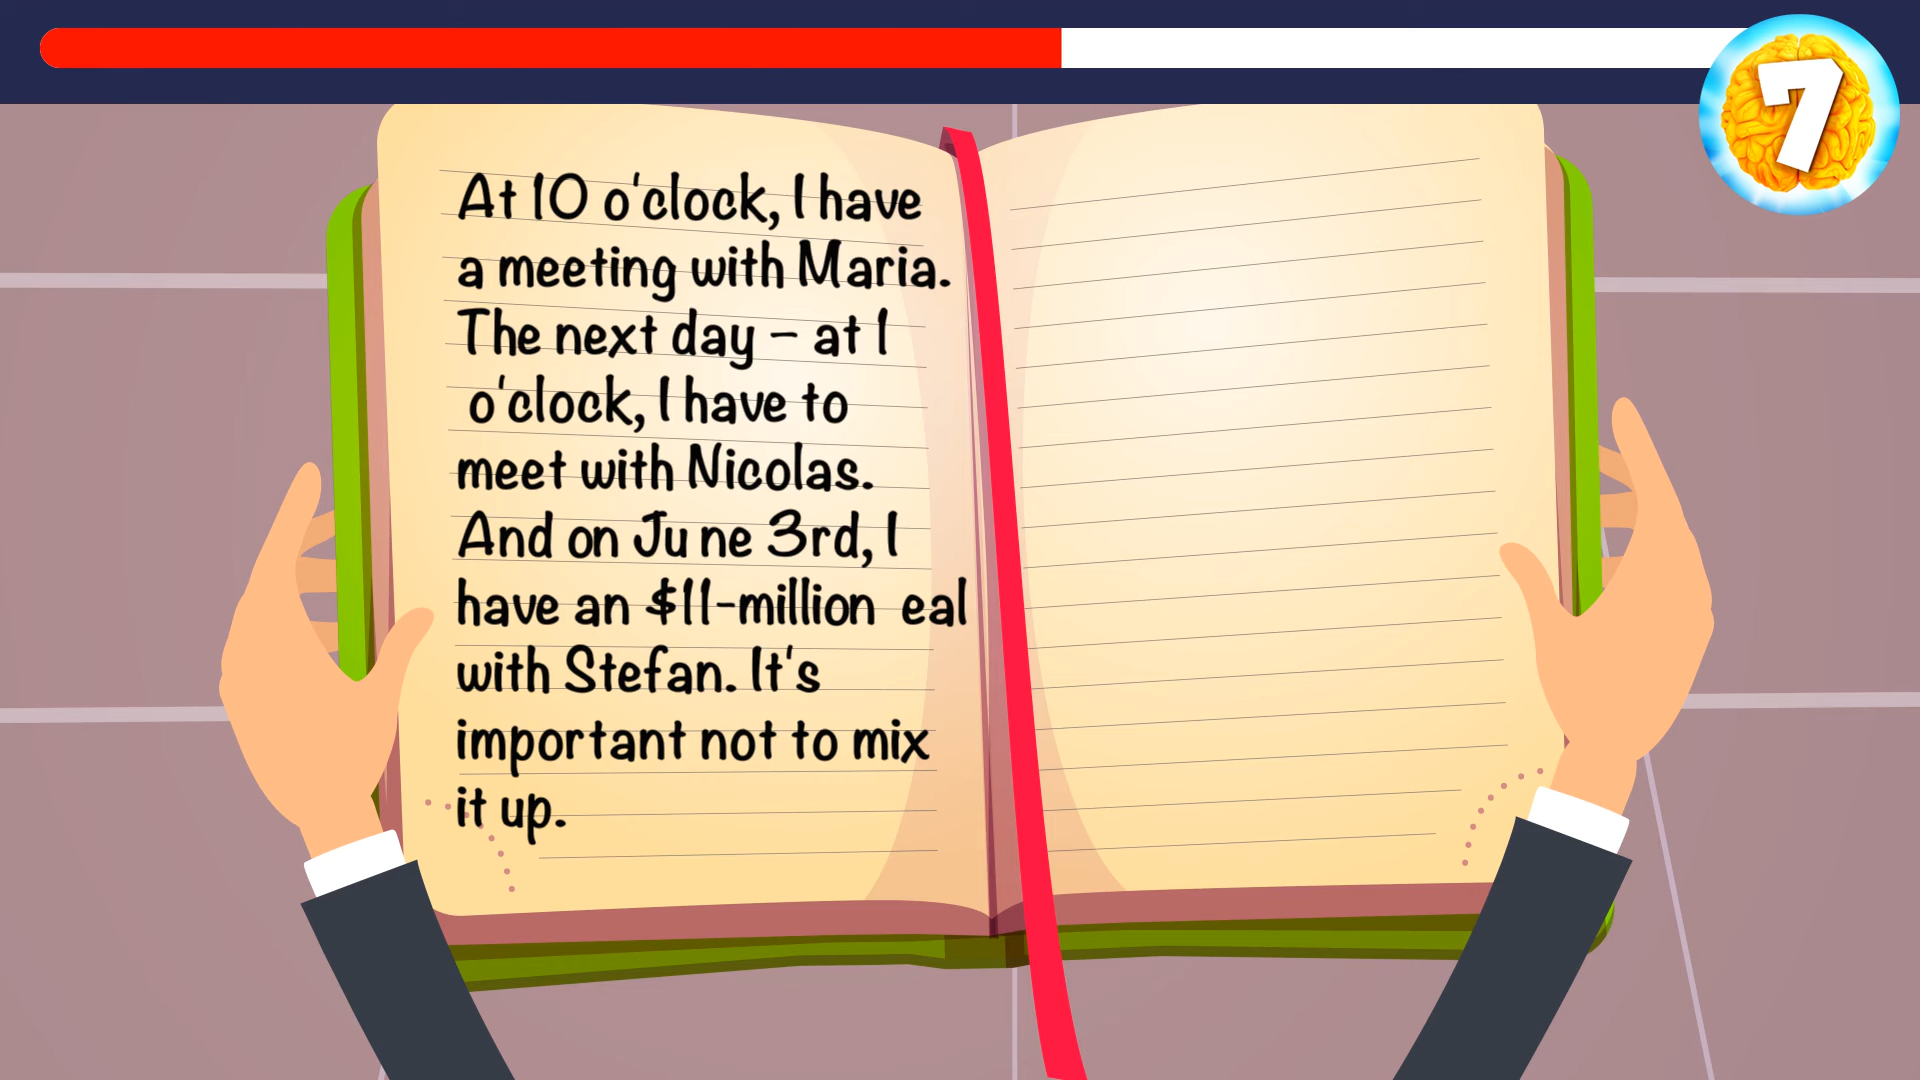 7
At 10 o'clock, I have
a meeting with Maria.
The next day – at 1
o'clock, I have to
meet with Nicolas.
And on Ju ne 3rd, I
have an $11-million  eal
with Stefan. It's
important not to mix
it up.